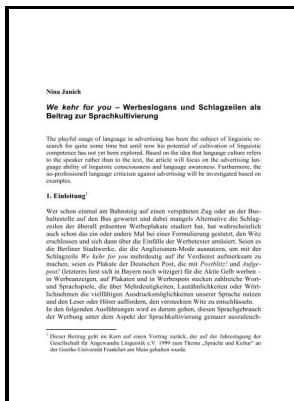 Nina Janich
We kehr for you – Werbeslogans und Schlagzeilen als
Beitrag zur Sprachkultivierung
The playful usage of language in advertising has been the subject of linguistic re-
search for quite some time but until now his potential of cultivation of linguistic
competence has not yet been explored. Based on the idea that language culture refers
to the speaker rather than to the text, the article will focus on the advertising lan-
guage ability of linguistic consciousness and language awareness. Furthermore, the
no-professionell language criticism against advertising will be investigated based on
examples.
1. Einleitung1
Wer schon einmal am Bahnsteig auf einen verspäteten Zug oder an der Bus-
haltestelle auf den Bus gewartet und dabei mangels Alternative die Schlag-
zeilen der überall präsenten Werbeplakate studiert hat, hat wahrscheinlich
auch schon das ein oder andere Mal bei einer Formulierung gestutzt, den Witz
erschlossen und sich dann über die Einfälle der Werbetexter amüsiert. Seien es
die Berliner Stadtwerke, die die Anglizismen-Mode ausnutzen, um mit der
Schlagzeile We kehr for you mehrdeutig auf ihr Verdienst aufmerksam zu
machen, seien es Plakate der Deutschen Post, die mit Postblitz! und Aufge-
post! (letzteres liest sich in Bayern noch witziger) für die Aktie Gelb werben –
in Werbeanzeigen, auf Plakaten und in Werbespots stecken zahlreiche Wort-
und Sprachspiele, die über Mehrdeutigkeiten, Lautähnlichkeiten oder Wört-
lichnehmen die vielfältigen Ausdrucksmöglichkeiten unserer Sprache nutzen
und den Leser oder Hörer auffordern, den versteckten Witz zu entschlüsseln.
In den folgenden Ausführungen wird es darum gehen, diesen Sprachgebrauch
der Werbung unter dem Aspekt der Sprachkultivierung genauer auszuleuch-
1 Dieser Beitrag geht im Kern auf einen Vortrag zurück, der auf der Jahrestagung der
Gesellschaft für Angewandte Linguistik e.V. 1999 zum Thema „Sprache und Kultur“ an
der Goethe-Universität Frankfurt am Main gehalten wurde.